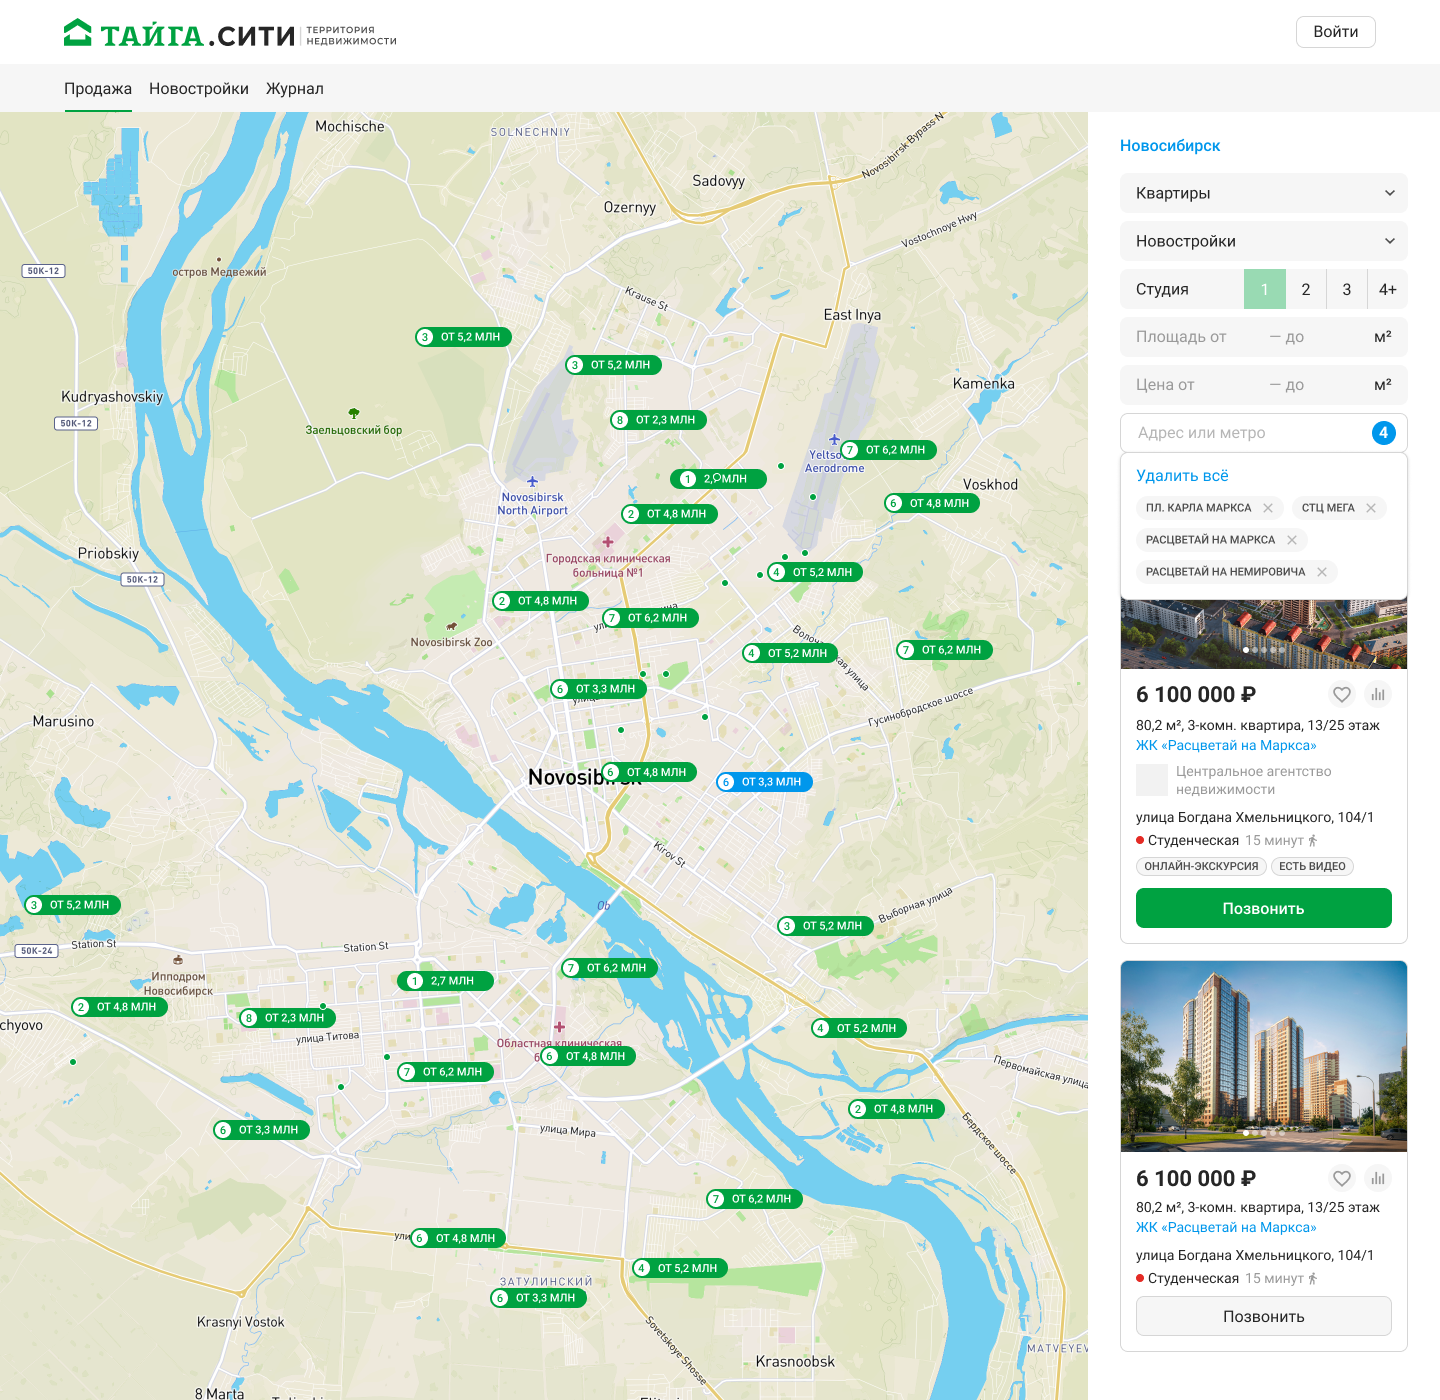 ТАЙГА.СИТИ
ТЕРРИТОРИЯ
НЕДВИЖИМОСТИ
Войти
Продажа
Новостройки
Журнал
Mochische
SOLNECHNIY
Novosibirsk Bypass N
Sadovyy
Ozernyy
Vostochnoye Hwy
50K-12
остров Медвежий
Krause St
East Inya
3 ОТ 5,2 МЛН
3 ОТ 5,2 МЛН
Kudryashovskiy
Kamenka
50K-12
Заельцовский бор
8 ОТ 2,3 МЛН
7 ОТ 6,2 МЛН
Aerodrome
1
Voskhod
Novosibirsk
North Airport
6 ОТ 4,8 МЛН
2 ОТ 4,8 МЛН
Priobskiy
Городская клиническая
больница №1
50K-12
4 ОТ 5,2 МЛН
2 ОТ 4,8 МЛН
7 ОТ 6,2 МЛН
Novosibirsk Zoo
4 ОТ 5,2 МЛН
7 ОТ 6,2 МЛН
6 ОТ 3,3 МЛН
Гусинобродское шоссе
Marusino
6 ОТ 4,8 МЛН
6 ОТ 3,3 МЛН
Kirov St
3 ОТ 5,2 МЛН
Ob
Выборная улица
3 ОТ 5,2 МЛН
50K-24
Station St
Station St
7 ОТ 6,2 МЛН
Ипподром
Новосибирск
1 2,7 МЛН
2 ОТ 4,8 МЛН
8 ОТ 2,3 МЛН
chyovo
улица Титова
4 ОТ 5,2 МЛН
Областная клиническая
6 ОТ 4,8 МЛН
7 ОТ 6,2 МЛН
Первомайская улица
2 ОТ 4,8 МЛН
6 ОТ 3,3 МЛН
улица Мира
Бердское шоссе
7 ОТ 6,2 МЛН
6 ОТ 4,8 МЛН
4 ОТ 5,2 МЛН
ЗАТУЛИНСКИЙ
6 ОТ 3,3 МЛН
Krasnyi Vostok
Sovetskoye Shosse
MATVEYEV
Krasnoobsk
8 Marta
Новосибирск
Квартиры
Новостройки
Студия 1 2 3 4+
Площадь от — до м²
Цена от — до м²
Адрес или метро 4
Удалить всё
ПЛ. КАРЛА МАРКСА
СТЦ МЕГА
РАСЦВЕТАЙ НА МАРКСА
РАСЦВЕТАЙ НА НЕМИРОВИЧА
6 100 000 ₽
80,2 м², 3-комн. квартира, 13/25 этаж
ЖК «Расцветай на Маркса»
Центральное агентство
недвижимости
улица Богдана Хмельницкого, 104/1
Студенческая 15 минут
ОНЛАЙН-ЭКСКУРСИЯ
ЕСТЬ ВИДЕО
Позвонить
6 100 000 ₽
80,2 м², 3-комн. квартира, 13/25 этаж
ЖК «Расцветай на Маркса»
улица Богдана Хмельницкого, 104/1
Студенческая 15 минут
Позвонить